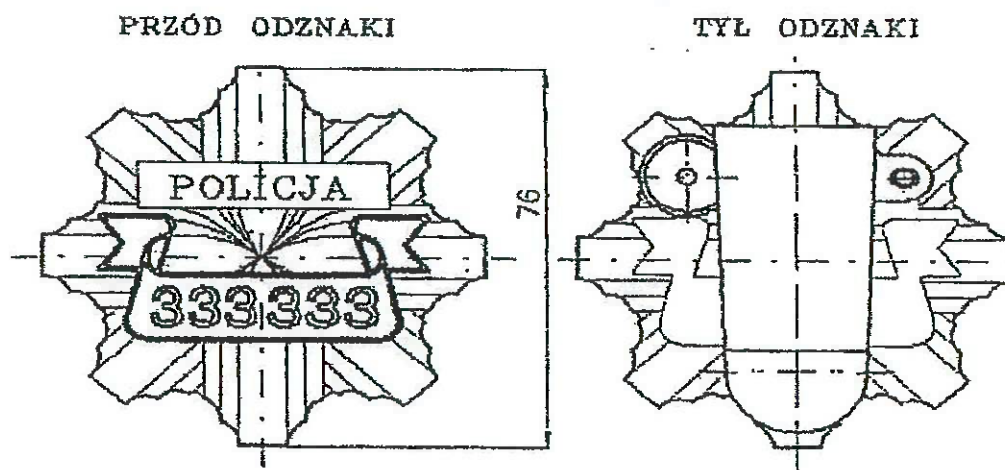 PRZÓD ODZNAKI
TYŁ ODZNAKI
POLICJA
76
333333